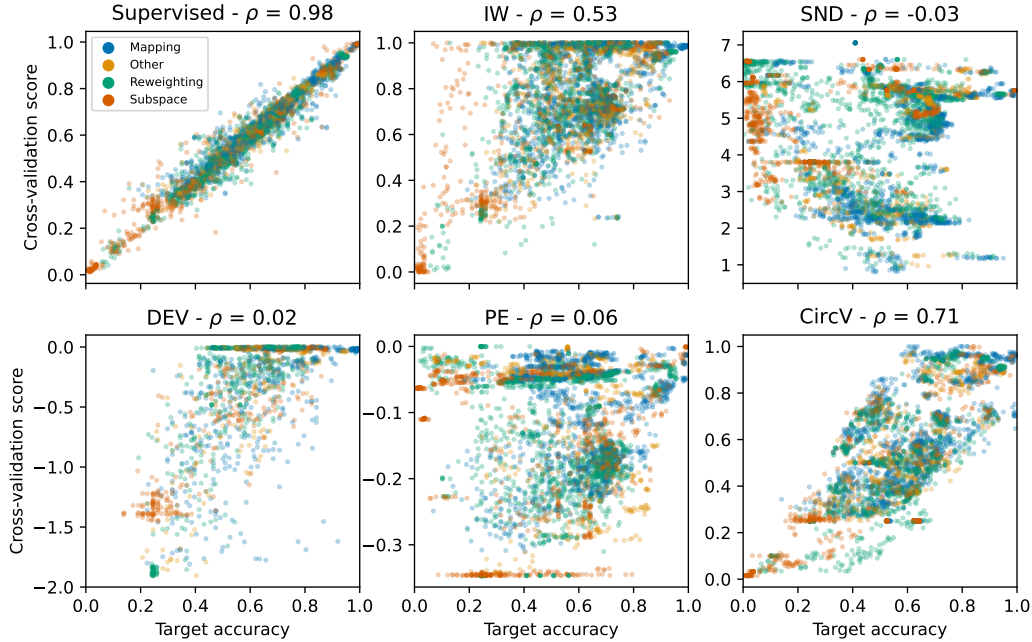 Supervised - ρ = 0.98
IW - ρ = 0.53
SND - ρ = -0.03
Cross-validation score
1.0
0.8
0.6
0.4
0.2
0.0
Mapping
Other
Reweighting
Subspace
1.0
0.8
0.6
0.4
0.2
0.0
7
6
5
4
3
2
1
DEV - ρ = 0.02
PE - ρ = 0.06
CircV - ρ = 0.71
Cross-validation score
0.0
−0.5
−1.0
−1.5
−2.0
0.0 0.2 0.4 0.6 0.8 1.0
Target accuracy
0.0
−0.1
−0.2
−0.3
0.0 0.2 0.4 0.6 0.8 1.0
Target accuracy
1.0
0.8
0.6
0.4
0.2
0.0
0.0 0.2 0.4 0.6 0.8 1.0
Target accuracy